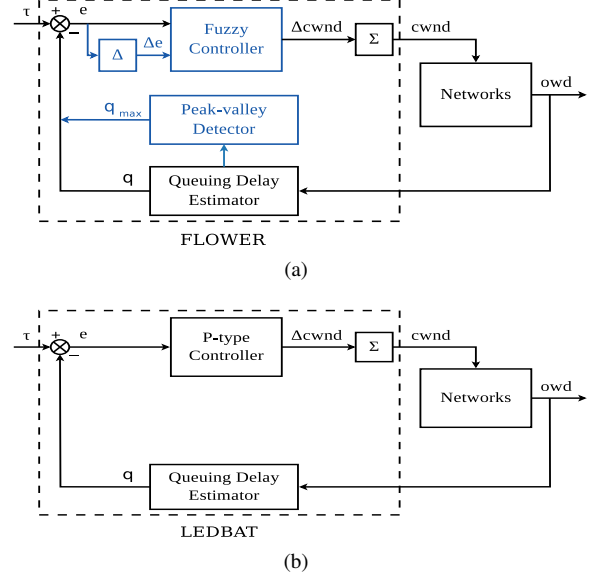 τ
+
−
e
Δ
Δe
Fuzzy
Controller
Δcwnd
Σ
cwnd
Networks
owd
q max
Peak-valley
Detector
q
Queuing Delay
Estimator
FLOWER
(a)
τ
+
−
e
P-type
Controller
Δcwnd
Σ
cwnd
Networks
owd
q
Queuing Delay
Estimator
LEDBAT
(b)